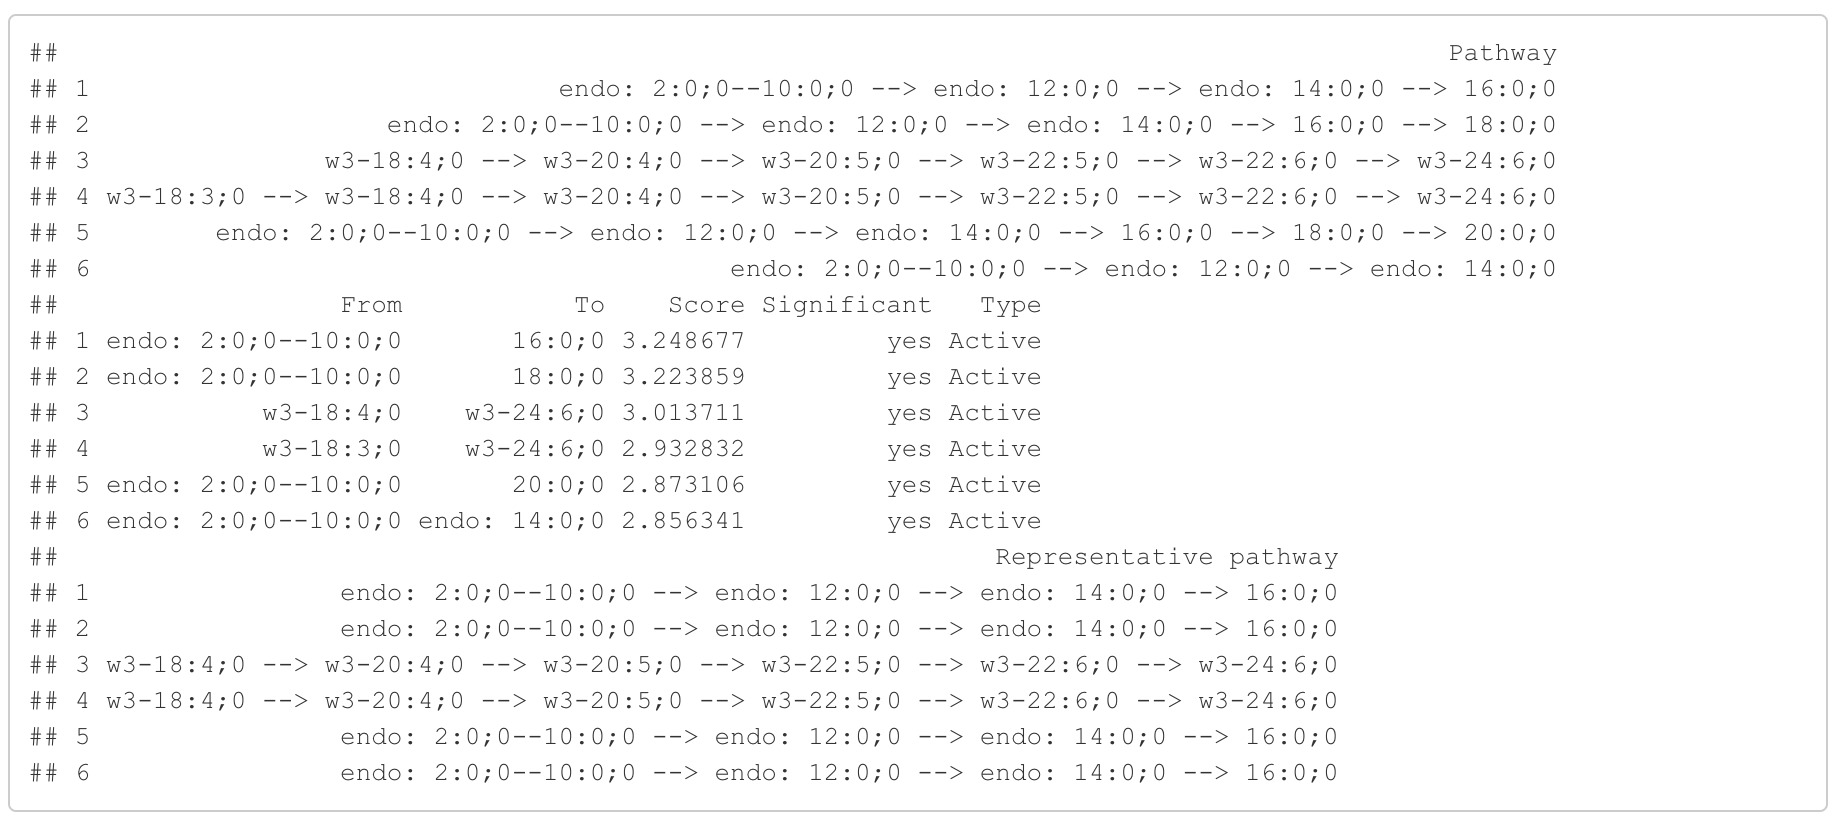 ## Pathway
## 1 endo: 2:0;0--10:0;0 --> endo: 12:0;0 --> endo: 14:0;0 --> 16:0;0
## 2 endo: 2:0;0--10:0;0 --> endo: 12:0;0 --> endo: 14:0;0 --> 16:0;0 --> 18:0;0
## 3 w3-18:4;0 --> w3-20:4;0 --> w3-20:5;0 --> w3-22:5;0 --> w3-22:6;0 --> w3-24:6;0
## 4 w3-18:3;0 --> w3-18:4;0 --> w3-20:4;0 --> w3-20:5;0 --> w3-22:5;0 --> w3-22:6;0 --> w3-24:6;0
## 5 endo: 2:0;0--10:0;0 --> endo: 12:0;0 --> endo: 14:0;0 --> 16:0;0 --> 18:0;0 --> 20:0;0
## 6 endo: 2:0;0--10:0;0 --> endo: 12:0;0 --> endo: 14:0;0
## From To Score Significant Type
## 1 endo: 2:0;0--10:0;0 16:0;0 3.248677 yes Active
## 2 endo: 2:0;0--10:0;0 18:0;0 3.223859 yes Active
## 3 w3-18:4;0 w3-24:6;0 3.013711 yes Active
## 4 w3-18:3;0 w3-24:6;0 2.932832 yes Active
## 5 endo: 2:0;0--10:0;0 20:0;0 2.873106 yes Active
## 6 endo: 2:0;0--10:0;0 endo: 14:0;0 2.856341 yes Active
## Representative pathway
## 1 endo: 2:0;0--10:0;0 --> endo: 12:0;0 --> endo: 14:0;0 --> 16:0;0
## 2 endo: 2:0;0--10:0;0 --> endo: 12:0;0 --> endo: 14:0;0 --> 16:0;0
## 3 w3-18:4;0 --> w3-20:4;0 --> w3-20:5;0 --> w3-22:5;0 --> w3-22:6;0 --> w3-24:6;0
## 4 w3-18:4;0 --> w3-20:4;0 --> w3-20:5;0 --> w3-22:5;0 --> w3-22:6;0 --> w3-24:6;0
## 5 endo: 2:0;0--10:0;0 --> endo: 12:0;0 --> endo: 14:0;0 --> 16:0;0
## 6 endo: 2:0;0--10:0;0 --> endo: 12:0;0 --> endo: 14:0;0 --> 16:0;0